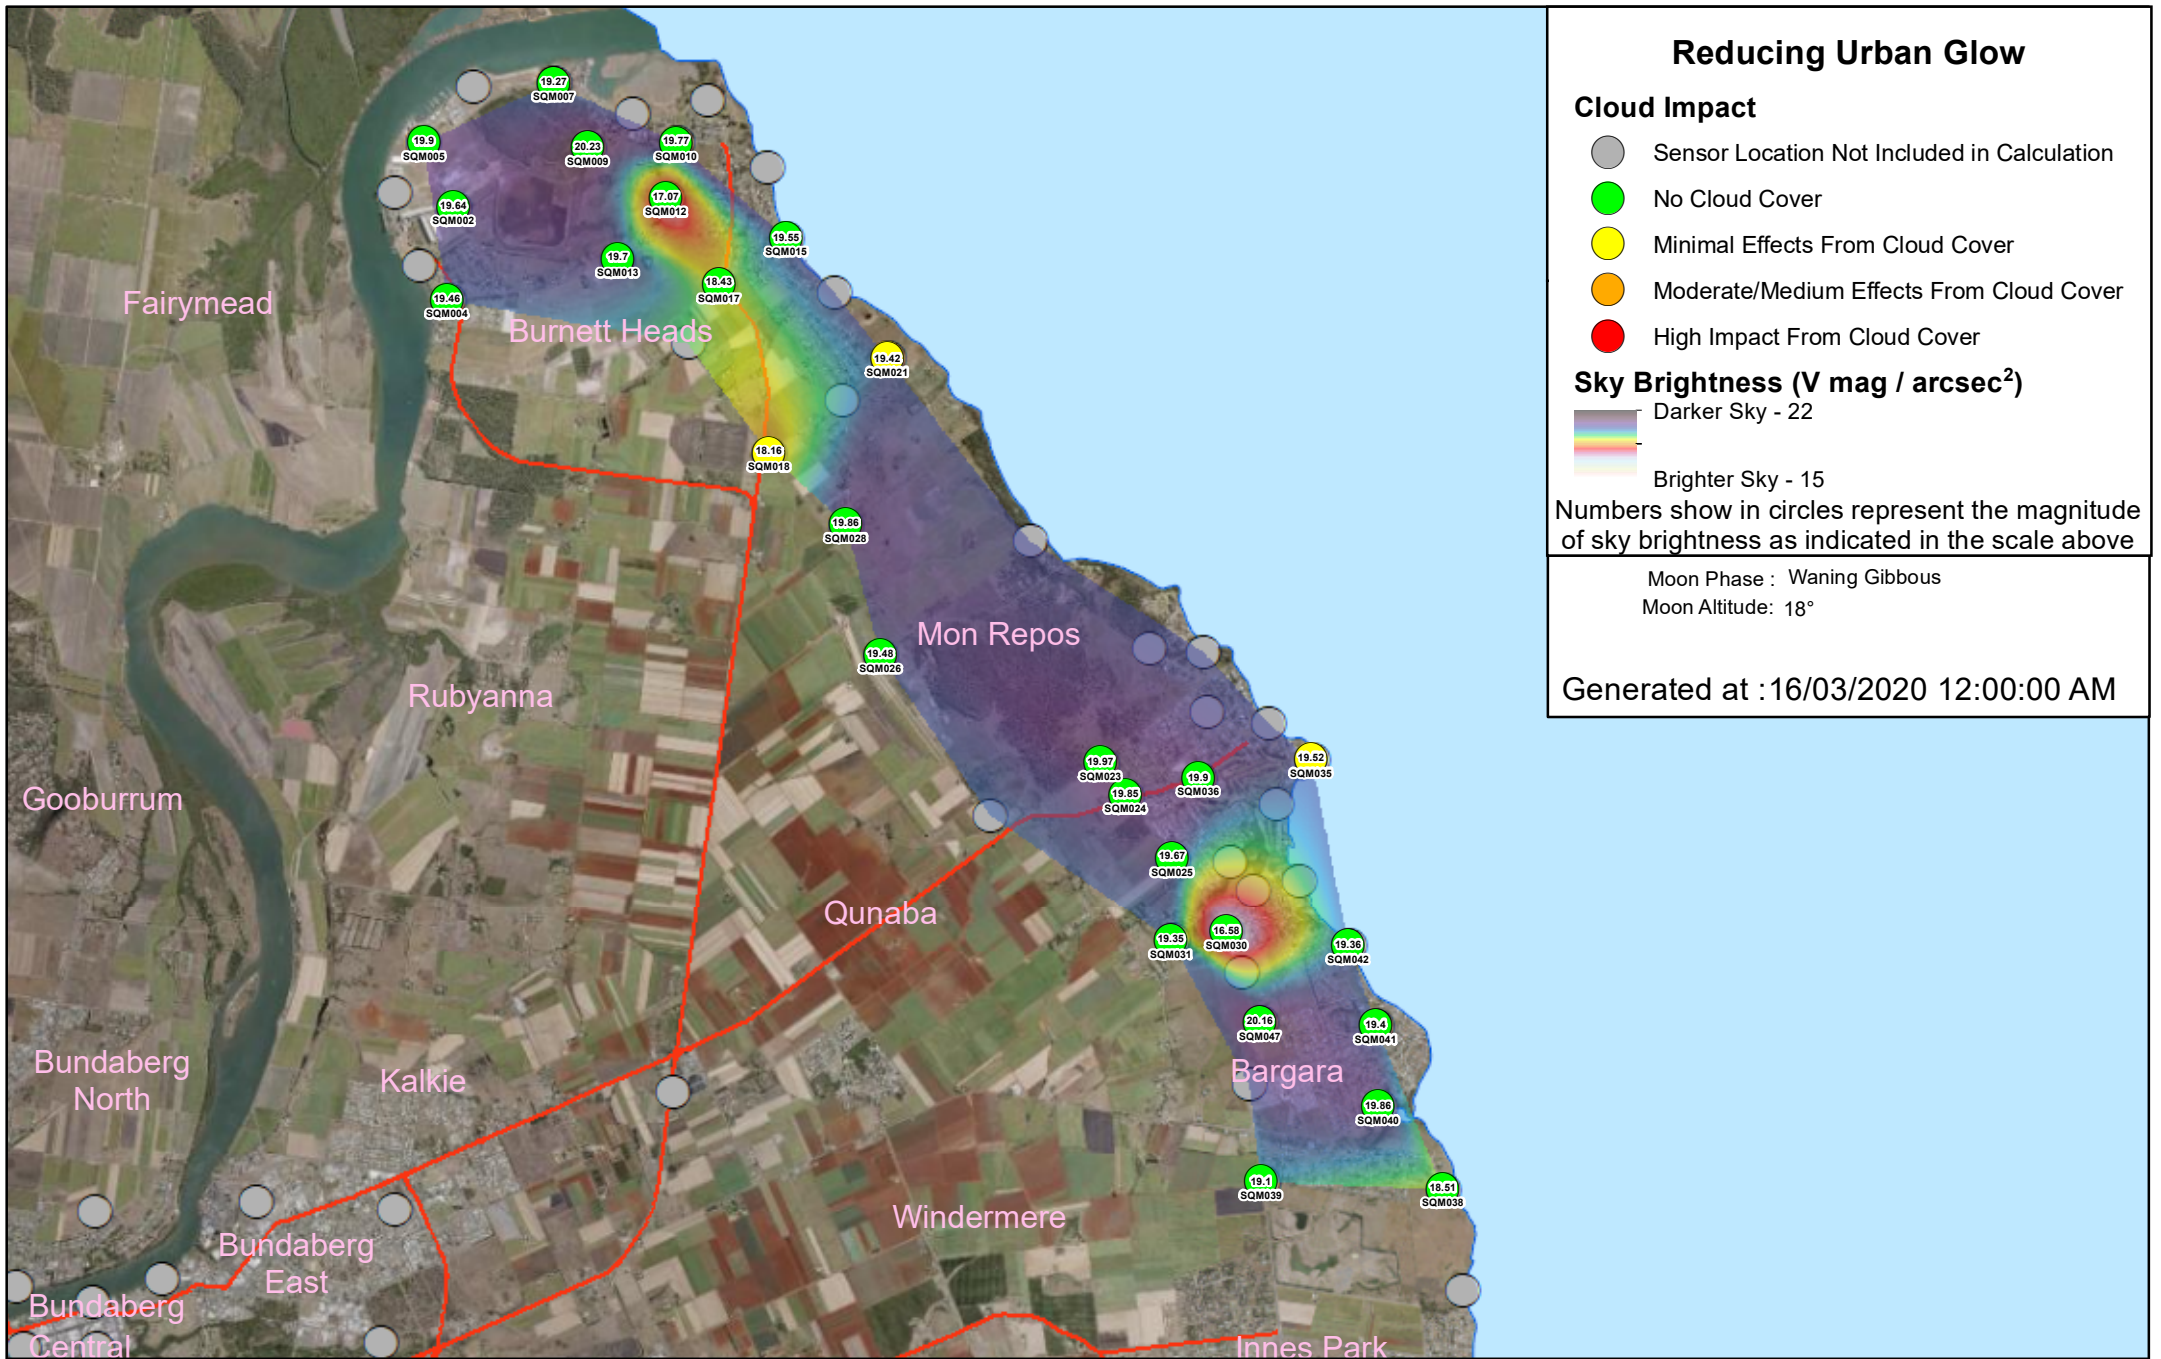 Reducing Urban Glow
Cloud Impact
Sensor Location Not Included in Calculation
No Cloud Cover
Minimal Effects From Cloud Cover
Moderate/Medium Effects From Cloud Cover
High Impact From Cloud Cover
Sky Brightness (V mag / arcsec²)
Darker Sky - 22
Brighter Sky - 15
Numbers show in circles represent the magnitude
of sky brightness as indicated in the scale above
Moon Phase : Waning Gibbous
Moon Altitude: 18°
Generated at :16/03/2020 12:00:00 AM
19.27
SQM007
19.9
SQM005
20.23
SQM009
19.77
SQM010
19.64
SQM002
17.07
SQM012
19.55
SQM015
19.7
SQM013
18.43
SQM017
19.46
SQM004
Fairymead
Burnett Heads
19.42
SQM021
18.16
SQM018
19.86
SQM028
Mon Repos
19.48
SQM026
Rubyanna
19.97
SQM023
19.9
SQM036
19.52
SQM035
19.85
SQM024
Gooburrum
19.67
SQM025
Qunaba
19.35
SQM031
16.58
SQM030
19.36
SQM042
20.16
SQM047
19.4
SQM041
Bargara
Bundaberg
North
Kalkie
19.86
SQM040
19.1
SQM039
18.51
SQM038
Windermere
Bundaberg
East
Bundaberg
Central
Innes Park